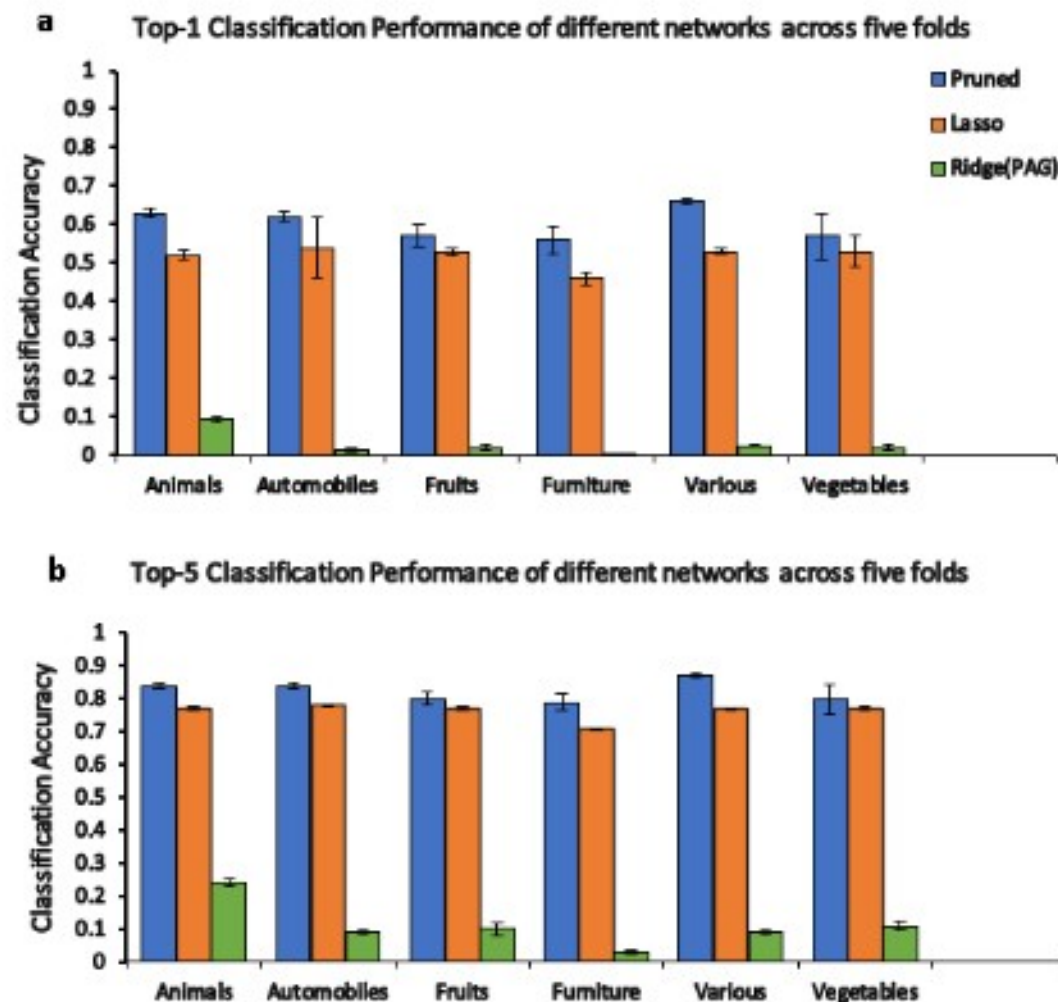 a
Top-1 Classification Performance of different networks across five folds
Classification Accuracy
1
0.9
0.8
0.7
0.6
0.5
0.4
0.3
0.2
0.1
0
Pruned
Lasso
Ridge(PAG)
Animals Automobiles Fruits Furniture Various Vegetables
b
Top-5 Classification Performance of different networks across five folds
Classification Accuracy
1
0.9
0.8
0.7
0.6
0.5
0.4
0.3
0.2
0.1
0
Animals Automobiles Fruits Furniture Various Vegetables